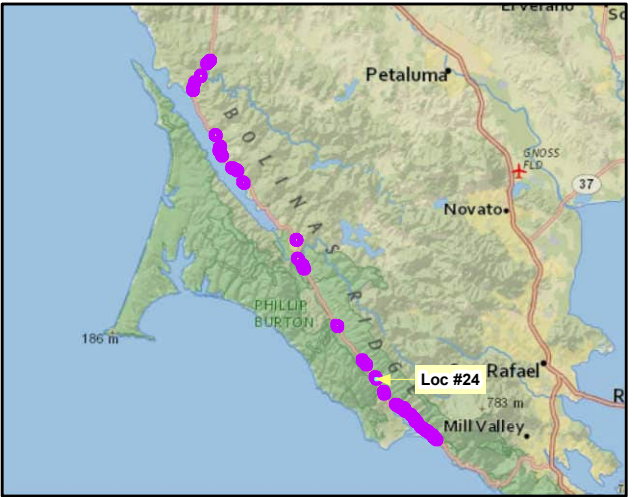 El Verano
Petaluma
BOLINAS RIDGE
GNOSS
FLD
37
Novato
PHILLIP
BURTON
186 m
Loc #24
Rafael
783 m
Mill Valley